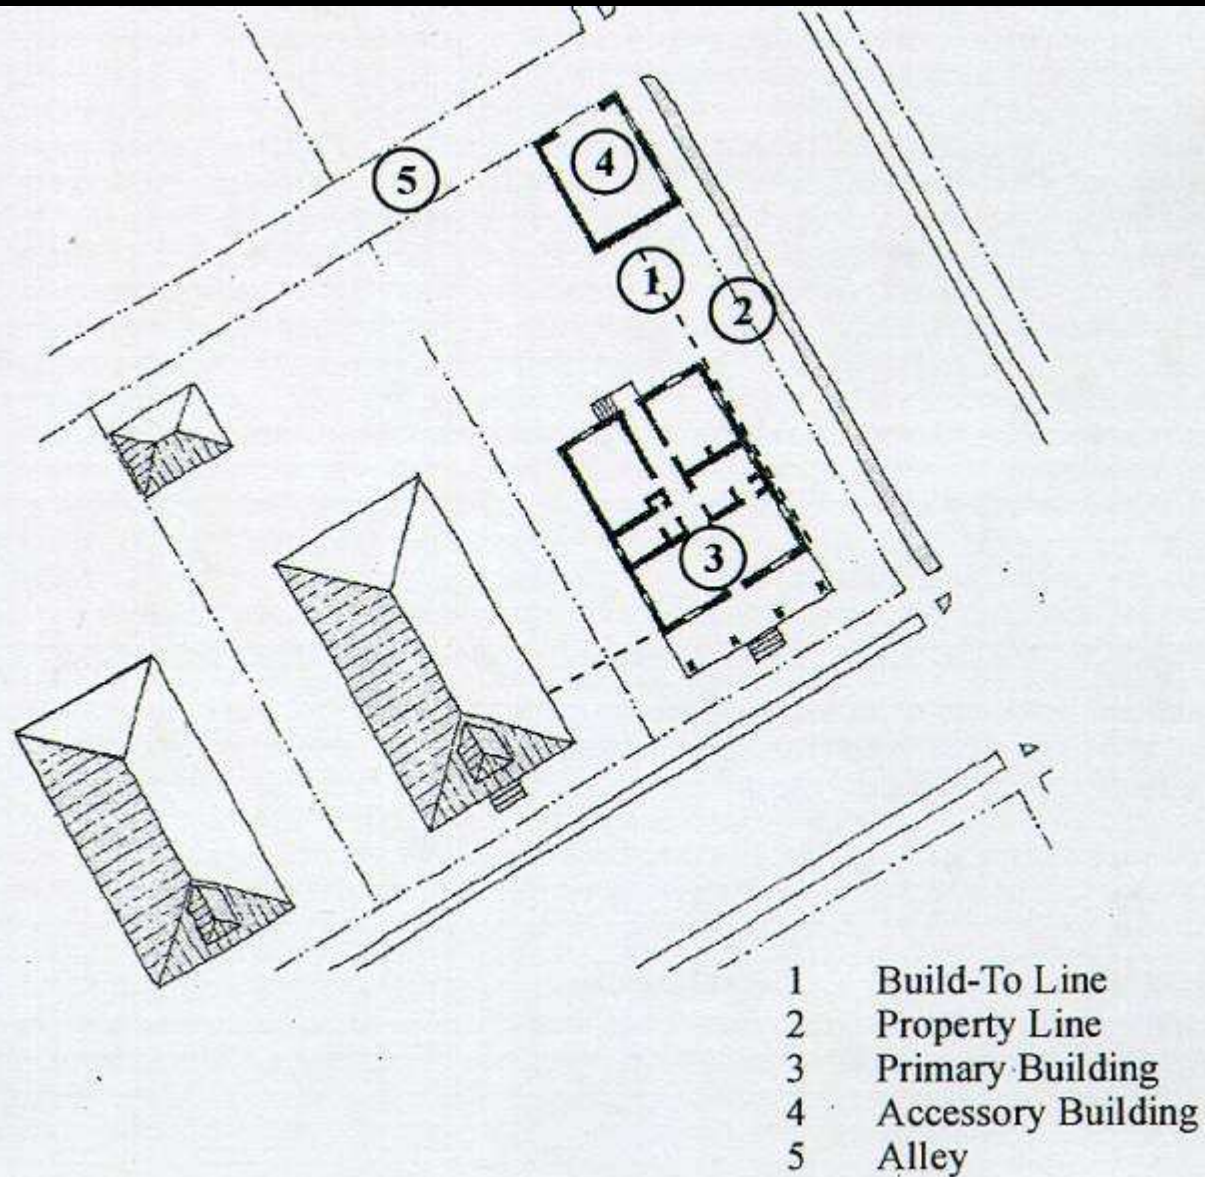 5
4
1
2
3
1 Build-To Line
2 Property Line
3 Primary Building
4 Accessory Building
5 Alley